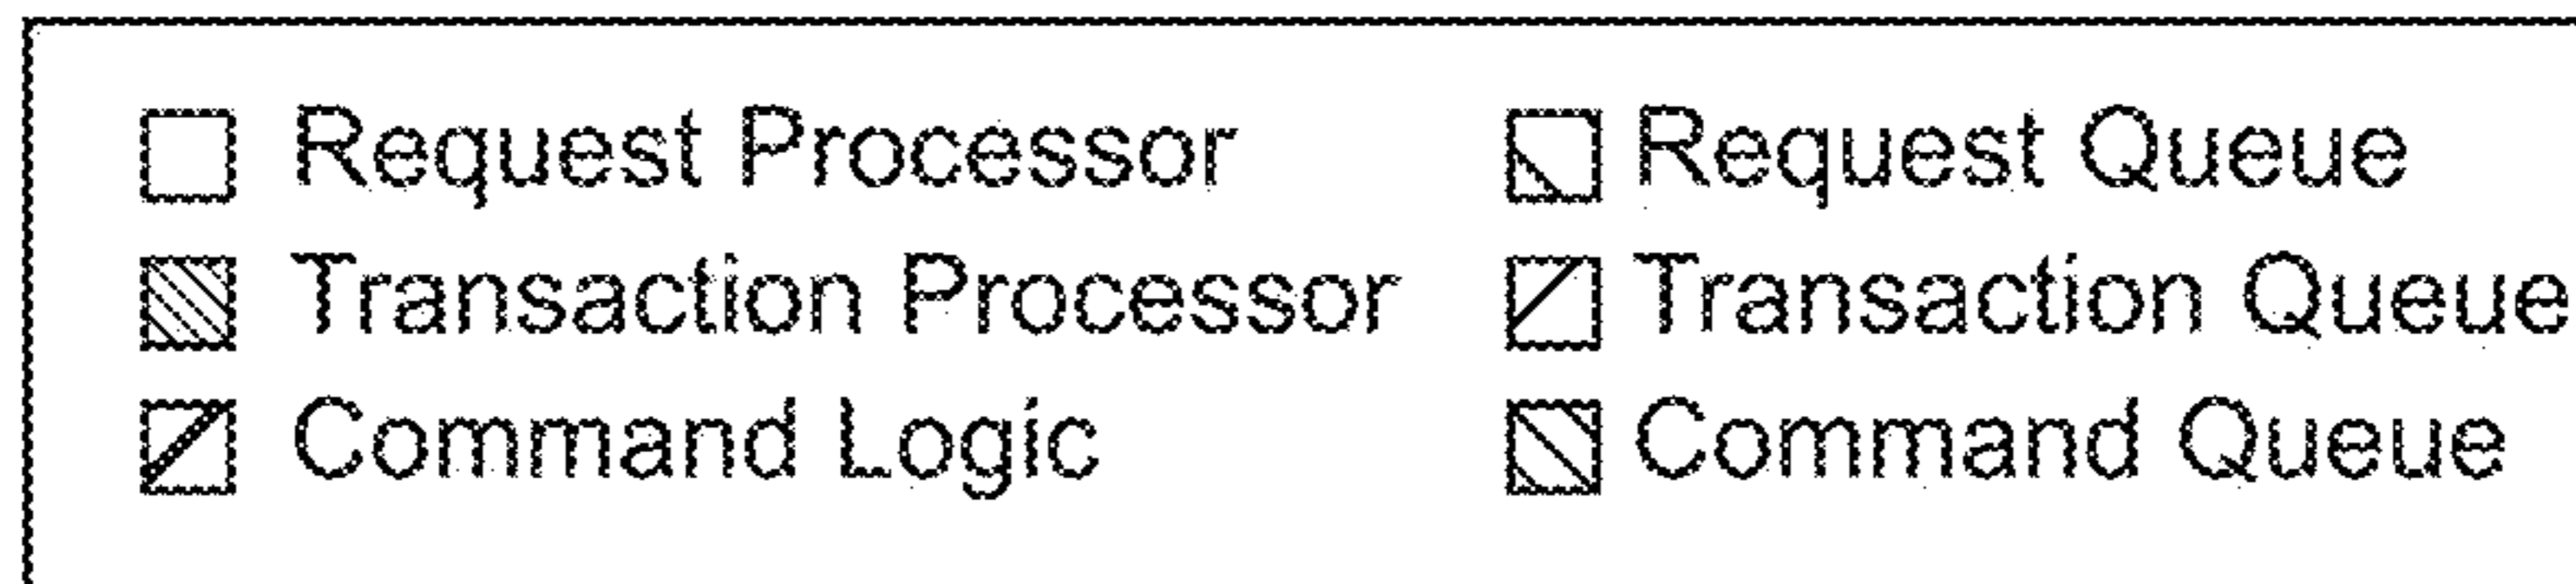 Request Processor Request Queue
Transaction Processor Transaction Queue
Command Logic Command Queue